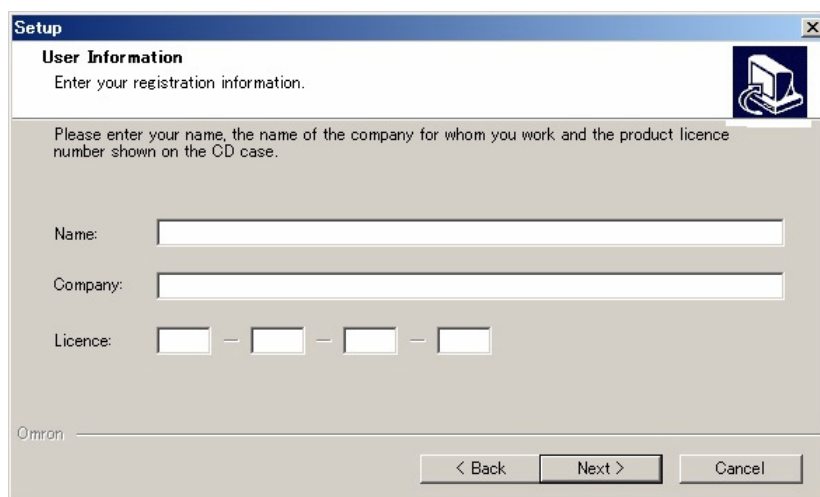 Setup
User Information
Enter your registration information.
Please enter your name, the name of the company for whom you work and the product licence
number shown on the CD case.
Name:
Company:
Licence:
Omron
< Back Next > Cancel